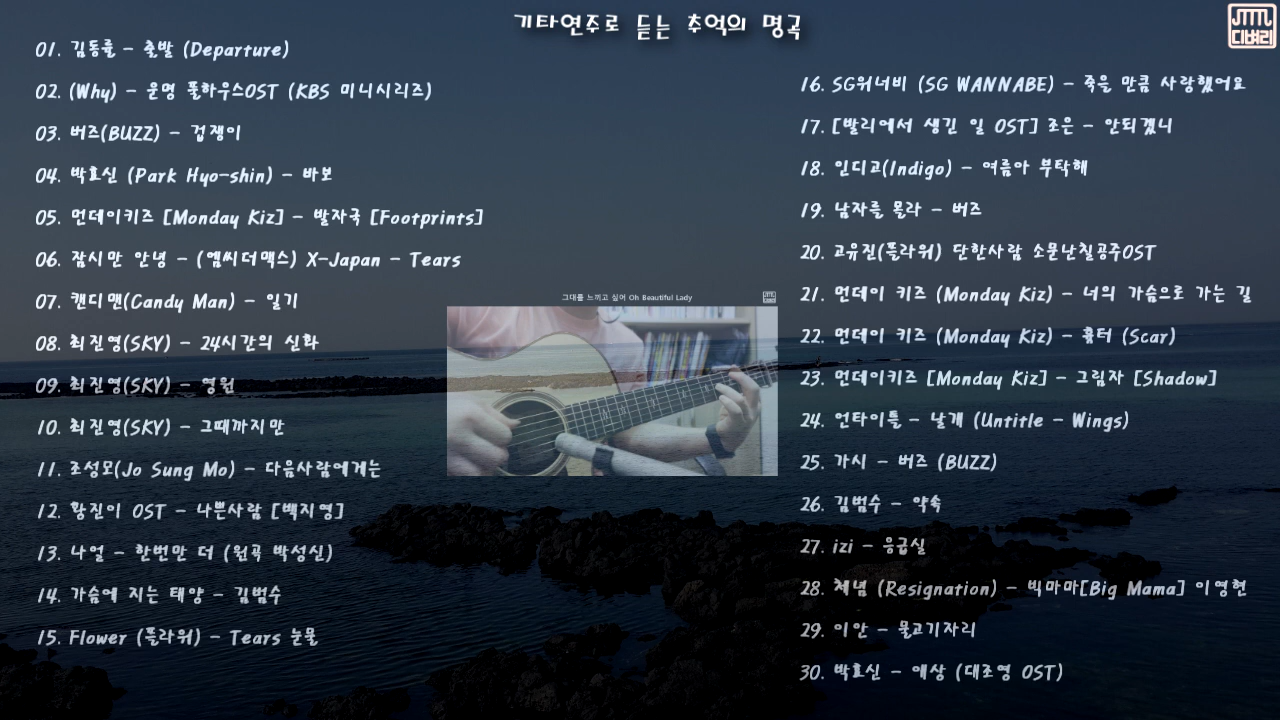 기타연주로 듣는 추억의 명곡
디벼리
01. 김동률 - 출발 (Departure)
02. (Why) - 운명 풀하우스OST (KBS 미니시리즈)
03. 버즈(BUZZ) - 겁쟁이
04. 박효신 (Park Hyo-shin) - 바보
05. 먼데이키즈 [Monday Kiz] - 발자국 [Footprints]
06. 잠시만 안녕 - (엠씨더맥스) X-Japan - Tears
07. 캔디맨(Candy Man) - 일기
08. 최진영(SKY) - 24시간의 신화
09. 최진영(SKY) - 영원
10. 최진영(SKY) - 그때까지만
11. 조성모(Jo Sung Mo) - 다음사람에게는
12. 황진이 OST - 나쁜사람 [백지영]
13. 나얼 - 한번만 더 (원곡 박성신)
14. 가슴에 지는 태양 - 김범수
15. Flower (플라워) - Tears 눈물
그대를 느끼고 싶어 Oh Beautiful Lady
16. SG워너비 (SG WANNABE) - 죽을 만큼 사랑했어요
17. [발리에서 생긴 일 OST] 조은 - 안되겠니
18. 인디고(Indigo) - 여름아 부탁해
19. 남자를 몰라 - 버즈
20. 고유진(플라워) 단한사람 소문난칠공주OST
21. 먼데이 키즈 (Monday Kiz) - 너의 가슴으로 가는 길
22. 먼데이 키즈 (Monday Kiz) - 흉터 (Scar)
23. 먼데이키즈 [Monday Kiz] - 그림자 [Shadow]
24. 언타이틀 - 날개 (Untitle - Wings)
25. 가시 - 버즈 (BUZZ)
26. 김범수 - 약속
27. izi - 응급실
28. 체념 (Resignation) - 빅마마[Big Mama] 이영현
29. 이안 - 물고기자리
30. 박효신 - 애상 (대조영 OST)